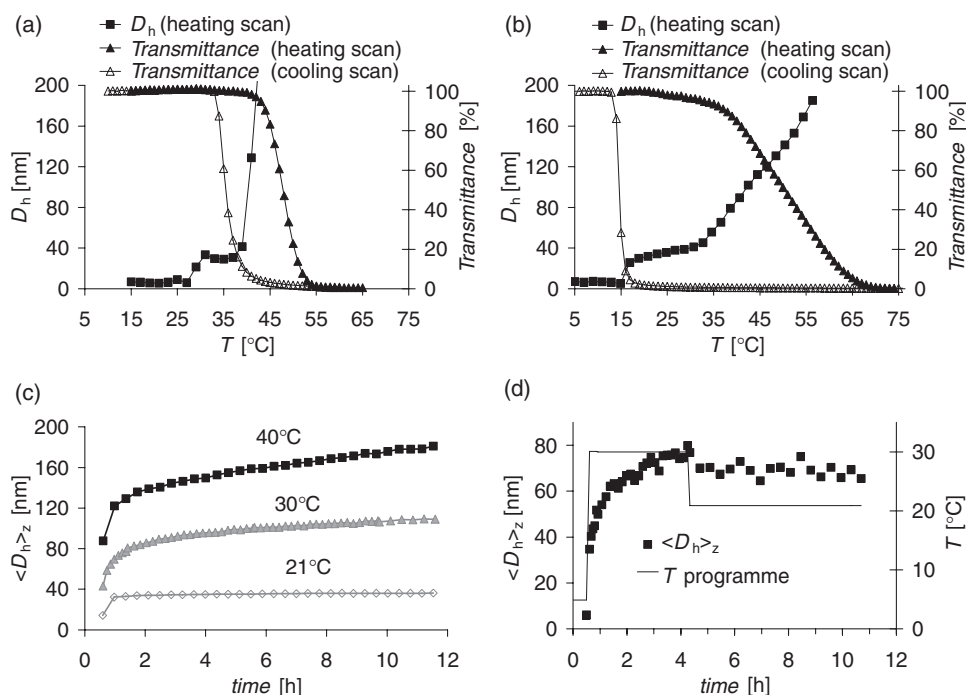 (a)
D_h (heating scan)
Transmittance (heating scan)
Transmittance (cooling scan)
200
160
120
80
40
0
D_h [nm]
100
80
60
40
20
0
Transmittance [%]
5 15 25 35 45 55 65 75
T [°C]
(b)
D_h (heating scan)
Transmittance (heating scan)
Transmittance (cooling scan)
200
160
120
80
40
0
D_h [nm]
100
80
60
40
20
0
Transmittance [%]
5 15 25 35 45 55 65 75
T [°C]
(c)
200
160
120
80
40
0
<D_h>_z [nm]
40°C
30°C
21°C
0 2 4 6 8 10 12
time [h]
(d)
80
60
40
20
0
<D_h>_z [nm]
30
20
10
0
T [°C]
<D_h>_z
T programme
0 2 4 6 8 10 12
time [h]